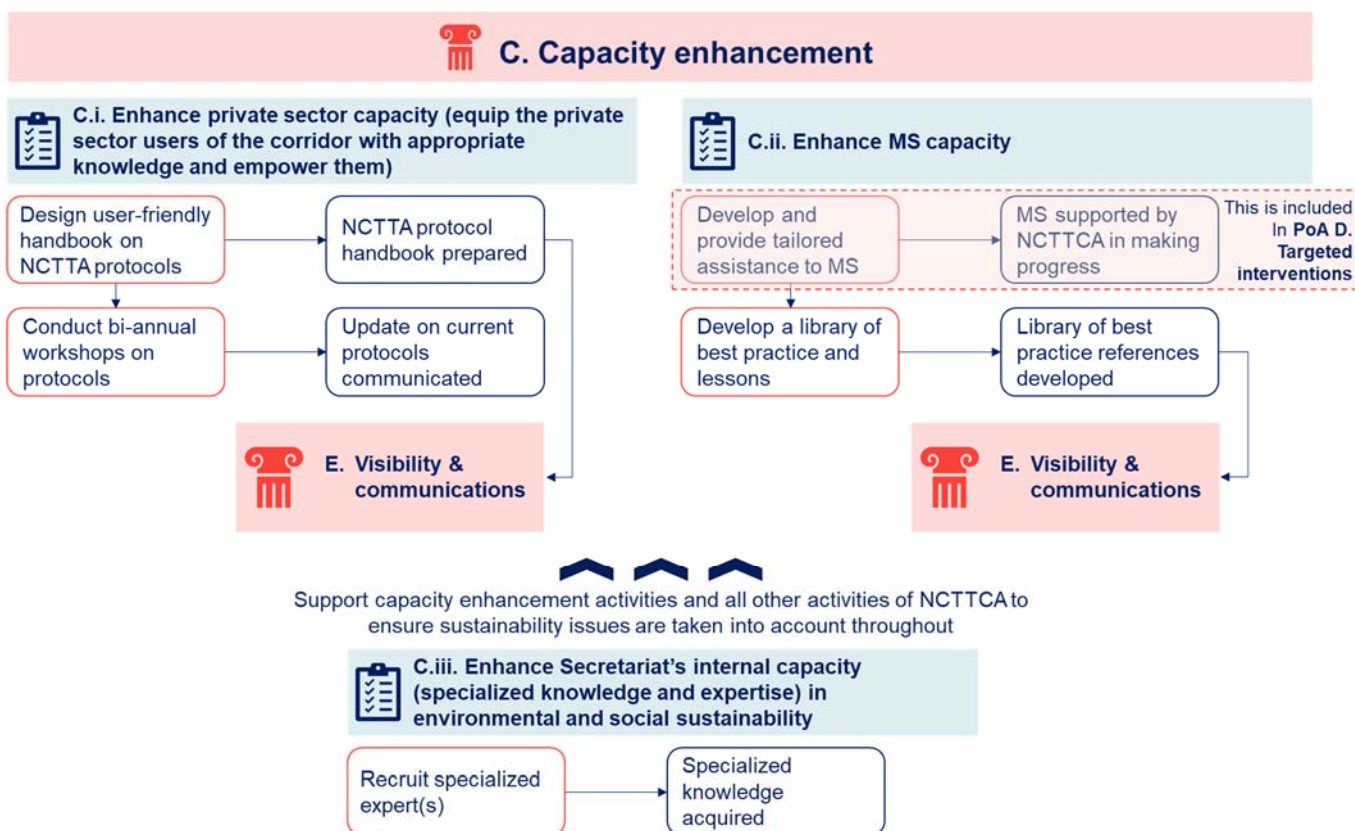 C. Capacity enhancement
C.i. Enhance private sector capacity (equip the private
sector users of the corridor with appropriate
knowledge and empower them)
Design user-friendly
handbook on
NCTTA protocols
NCTTA protocol
handbook prepared
Conduct bi-annual
workshops on
protocols
Update on current
protocols
communicated
E. Visibility &
communications
C.ii. Enhance MS capacity
Develop and
provide tailored
assistance to MS
MS supported by
NCTTCA in making
progress
This is included
In PoA D.
Targeted
interventions
Develop a library of
best practice and
lessons
Library of best
practice references
developed
E. Visibility &
communications
Support capacity enhancement activities and all other activities of NCTTCA to
ensure sustainability issues are taken into account throughout
C.iii. Enhance Secretariat's internal capacity
(specialized knowledge and expertise) in
environmental and social sustainability
Recruit specialized
expert(s)
Specialized
knowledge
acquired